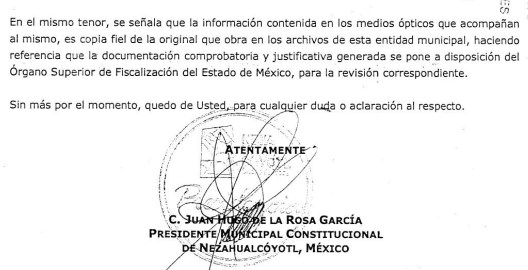 En el mismo tenor, se señala que la información contenida en los medios ópticos que acompañan
al mismo, es copia fiel de la original que obra en los archivos de esta entidad municipal, haciendo
referencia que la documentación comprobatoria y justificativa generada se pone a disposición del
Órgano Superior de Fiscalización del Estado de México, para la revisión correspondiente.
Sin más por el momento, quedo de Usted, para cualquier duda o aclaración al respecto.
ATENTAMENTE
C. JUAN HUGO DE LA ROSA GARCÍA
PRESIDENTE MUNICIPAL CONSTITUCIONAL
DE NEZAHUALCÓYOTL, MÉXICO